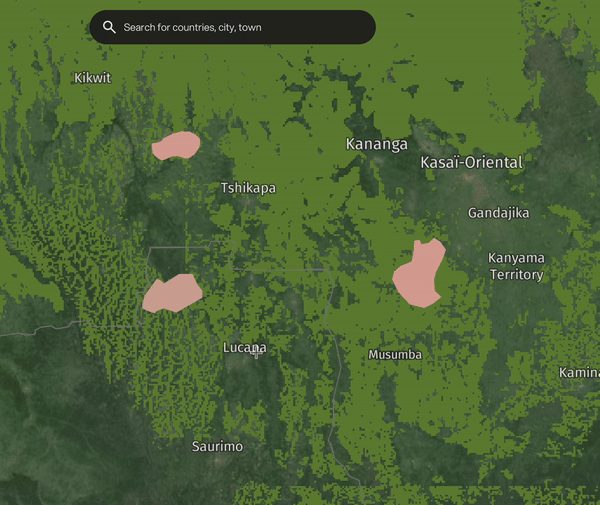 Search for countries, city, town
Kikwit
Kananga
Kasaï-Oriental
Tshikapa
Gandajika
Kanyama
Territory
Lucapa
Musumba
Kamina
Saurimo